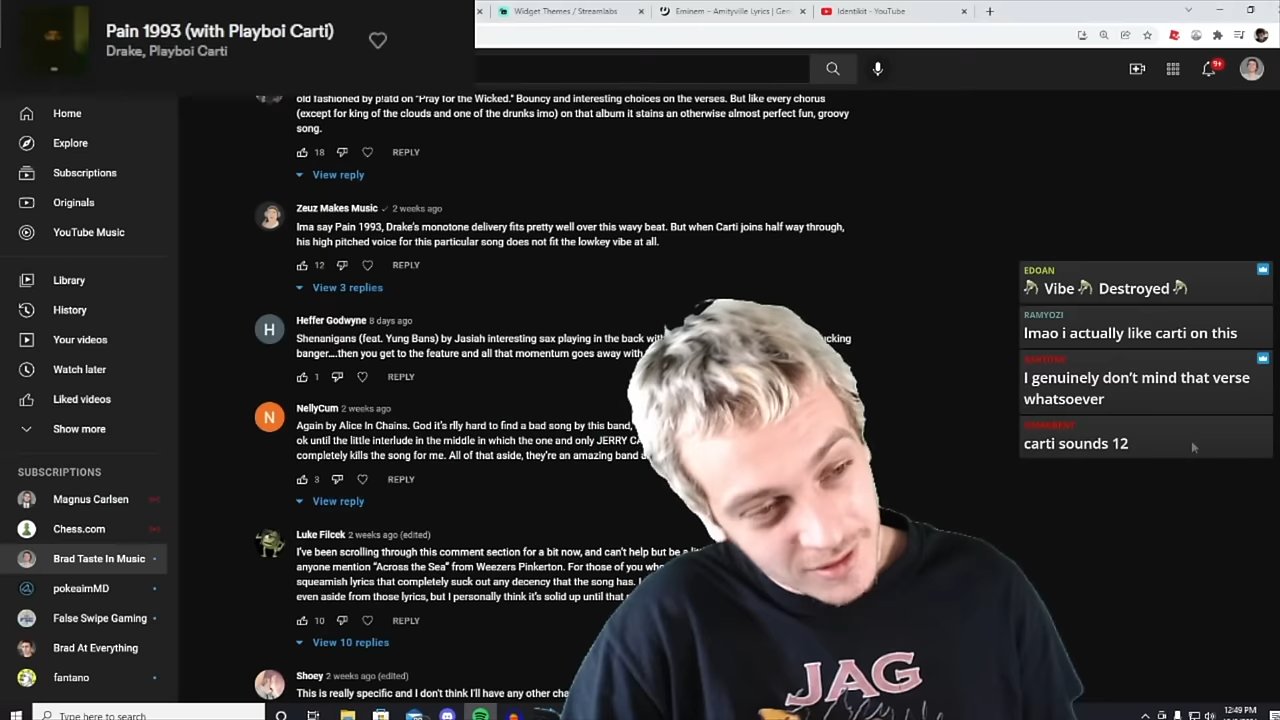 Pain 1993 (with Playboi Carti)
Drake, Playboi Carti
Widget Themes / Streamlabs
Eminem – Amityville Lyrics | Gen
Identikit - YouTube
9+
Home
Explore
Subscriptions
Originals
YouTube Music
Library
History
Your videos
Watch later
Liked videos
Show more
SUBSCRIPTIONS
Magnus Carlsen
Chess.com
Brad Taste In Music
pokeaimMD
False Swipe Gaming
Brad At Everything
fantano
old fashioned by p!atd on "Pray for the Wicked." Bouncy and interesting choices on the verses. But like every chorus
(except for king of the clouds and one of the drunks imo) on that album it stains an otherwise almost perfect fun, groovy
song.
18 REPLY
View reply
Zeuz Makes Music 2 weeks ago
Ima say Pain 1993, Drake's monotone delivery fits pretty well over this wavy beat. But when Carti joins half way through,
his high pitched voice for this particular song does not fit the lowkey vibe at all.
12 REPLY
View 3 replies
H
Heffer Godwyne 8 days ago
Shenanigans (feat. Yung Bans) by Jasiah interesting sax playing in the back
banger....then you get to the feature and all that momentum goes away
1 REPLY
N
NellyCum 2 weeks ago
Again by Alice In Chains. God it's rlly hard to find a bad song by this band,
ok until the little interlude in the middle in which the one and only JERRY
completely kills the song for me. All of that aside, they're an amazing band
3 REPLY
View reply
Luke Filcek 2 weeks ago (edited)
I've been scrolling through this comment section for a bit now, and can't help but be a
anyone mention "Across the Sea" from Weezers Pinkerton. For those of you
squeamish lyrics that completely suck out any decency that the song has.
even aside from those lyrics, but I personally think it's solid up until that
10 REPLY
View 10 replies
Shoey 2 weeks ago (edited)
This is really specific and I don't think I'll have any other
EDOAN
Vibe Destroyed
RAMYOZI
lmao i actually like carti on this
I genuinely don't mind that verse
whatsoever
carti sounds 12
JAG
Type here to search
12:49 PM